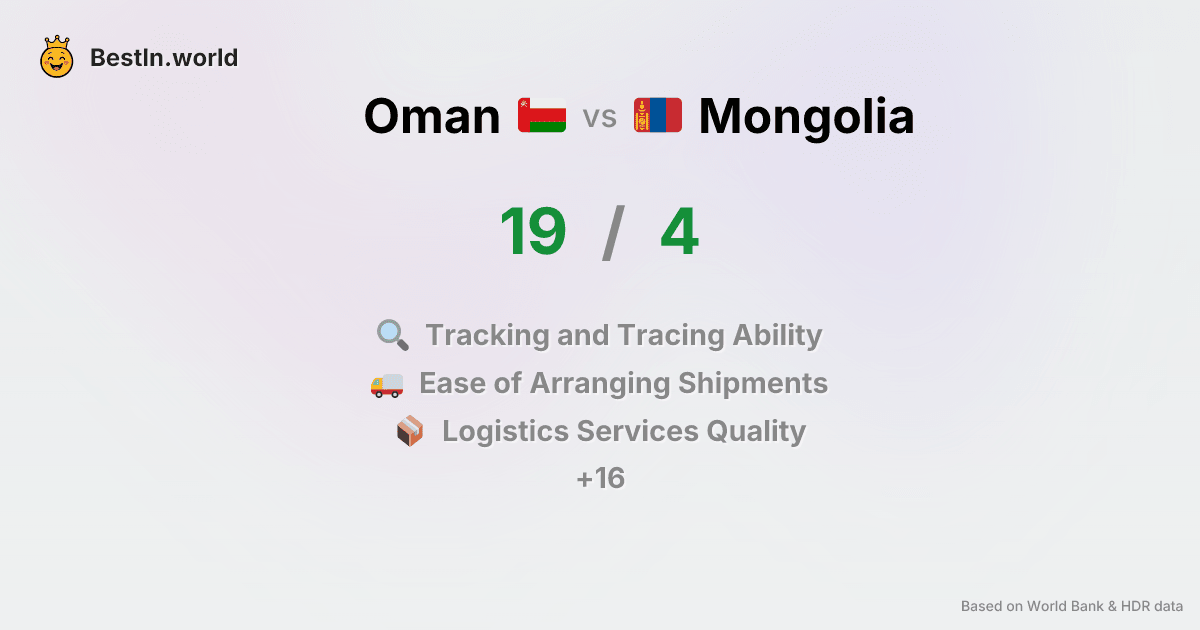 BestIn.world
Oman vs Mongolia
19 / 4
Tracking and Tracing Ability
Ease of Arranging Shipments
Logistics Services Quality
+16
Based on World Bank & HDR data